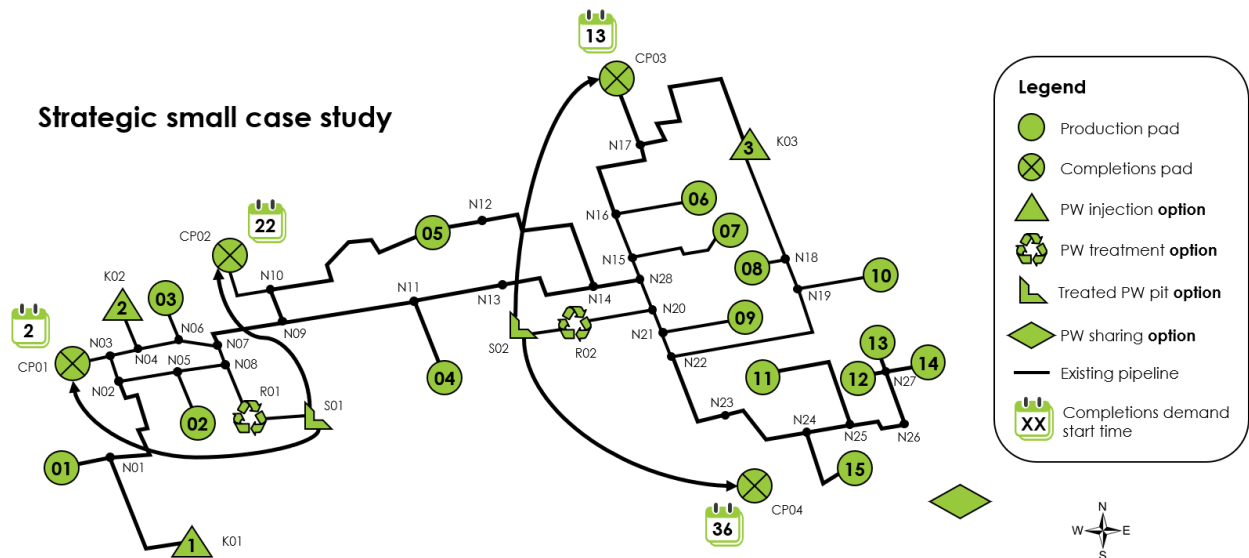 Strategic small case study
13
CP03
N17
3
K03
22
CP02
N12
05
N16
06
07
N15
08
N18
10
N28
N19
K02
2
03
N10
N11
N13
N14
N20
09
2
N03
N04
N06
N07
N09
N21
CP01
N05
N08
S02
R02
N22
N02
04
13
11
12
14
N27
R01
S01
02
N23
N24
N25
N26
01
N01
15
CP04
36
1
K01
Legend
Production pad
Completions pad
PW injection option
PW treatment option
Treated PW pit option
PW sharing option
Existing pipeline
XX
Completions demand
start time
N
W
E
S